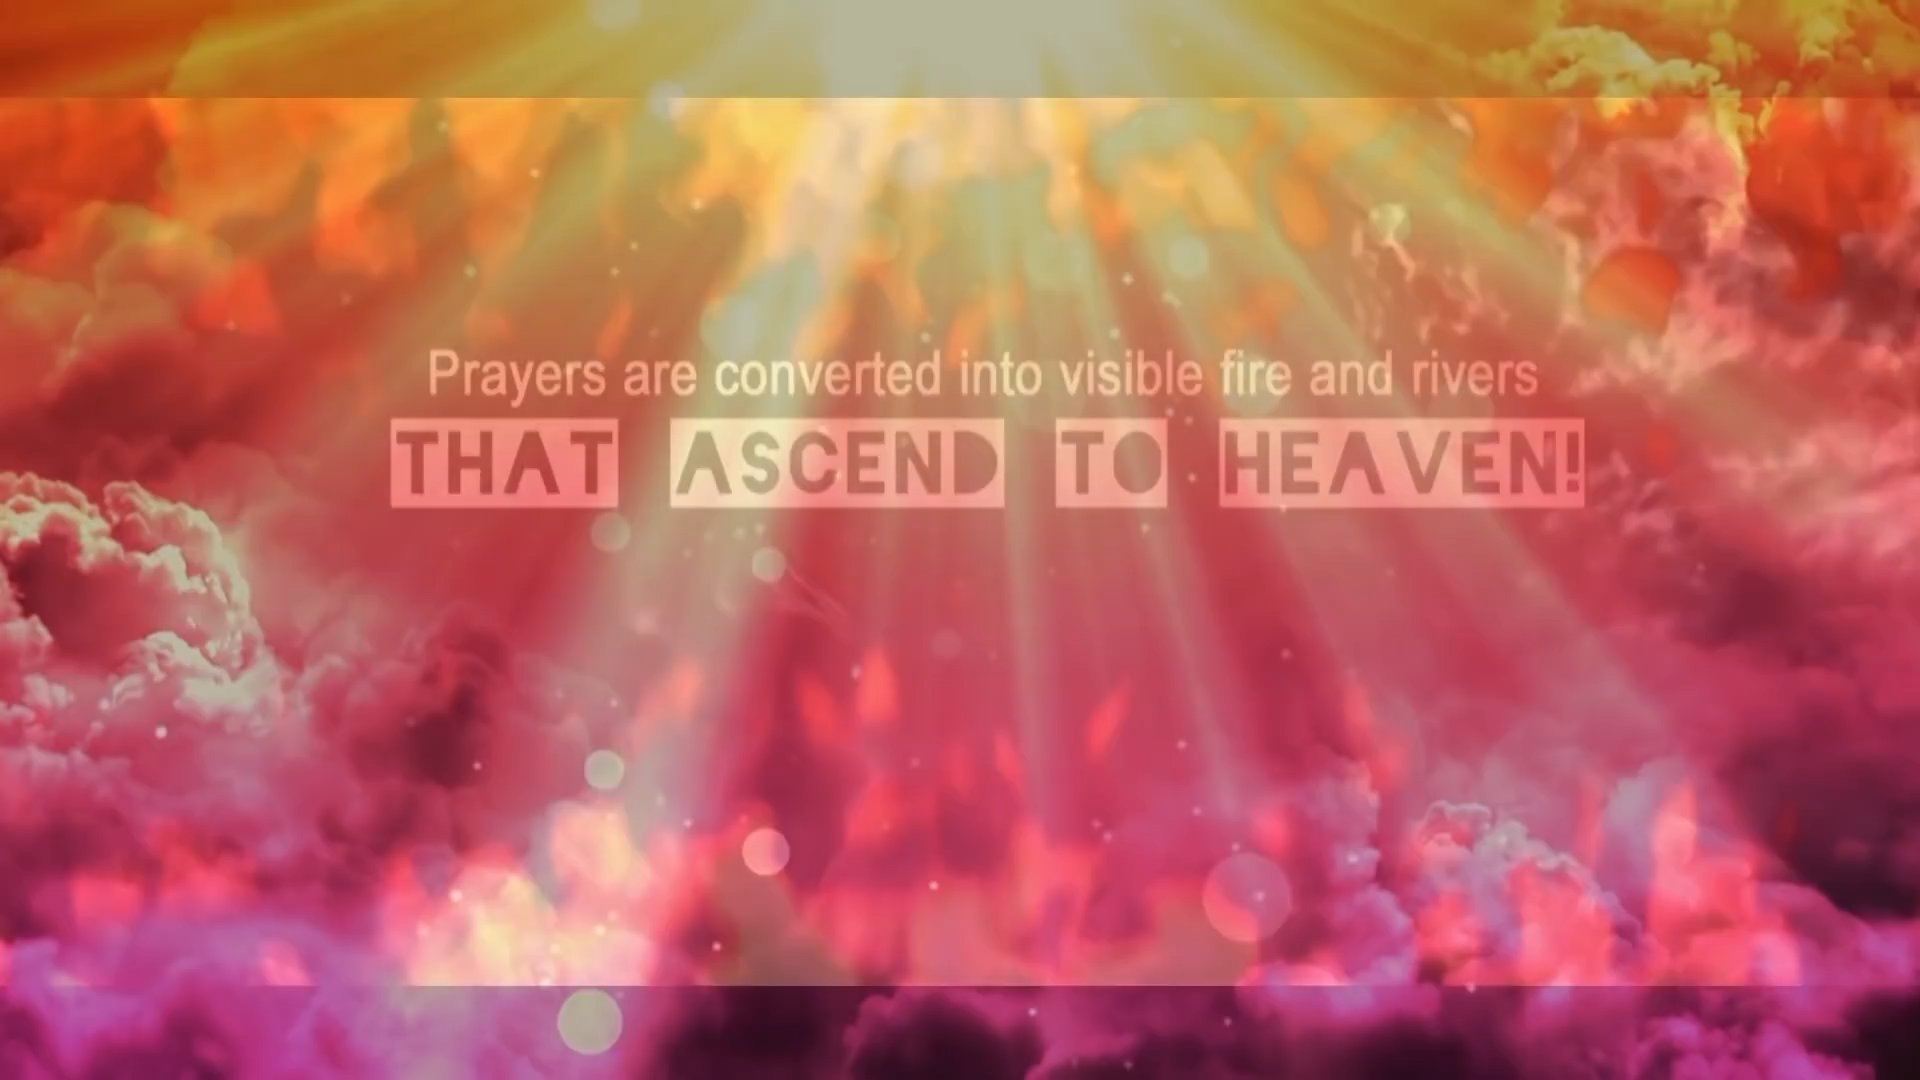 Prayers are converted into visible fire and rivers
THAT ASCEND TO HEAVEN!